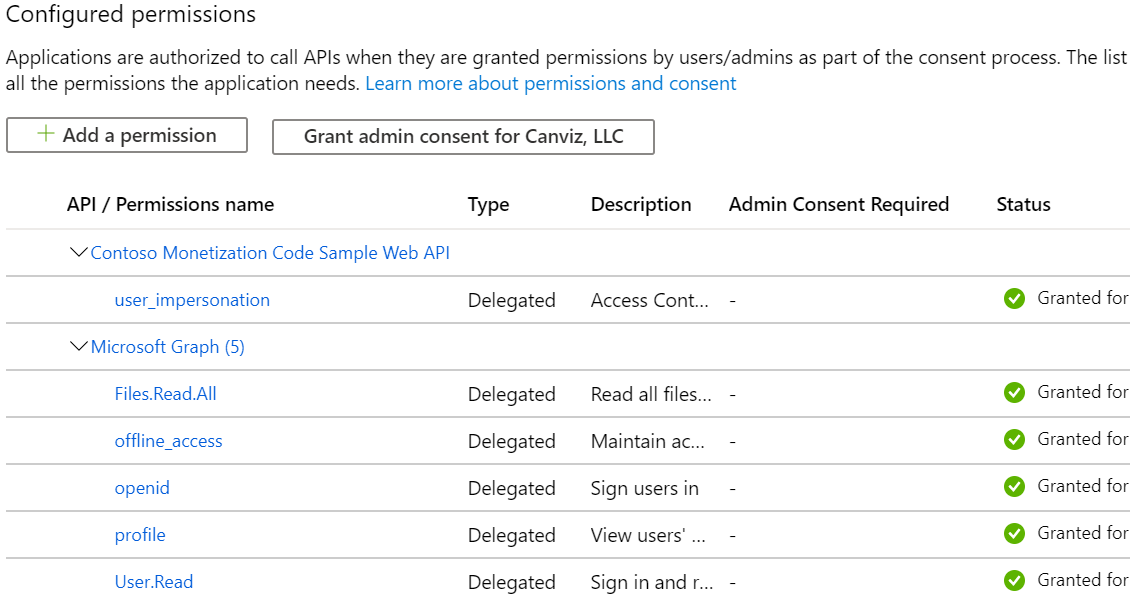 Configured permissions
Applications are authorized to call APIs when they are granted permissions by users/admins as part of the consent process. The list
all the permissions the application needs. Learn more about permissions and consent
+ Add a permission Grant admin consent for Canviz, LLC
API / Permissions name Type Description Admin Consent Required Status
Contoso Monetization Code Sample Web API
user_impersonation Delegated Access Cont... - Granted for
Microsoft Graph (5)
Files.Read.All Delegated Read all files... - Granted for
offline_access Delegated Maintain ac... - Granted for
openid Delegated Sign users in - Granted for
profile Delegated View users' ... - Granted for
User.Read Delegated Sign in and r... - Granted for